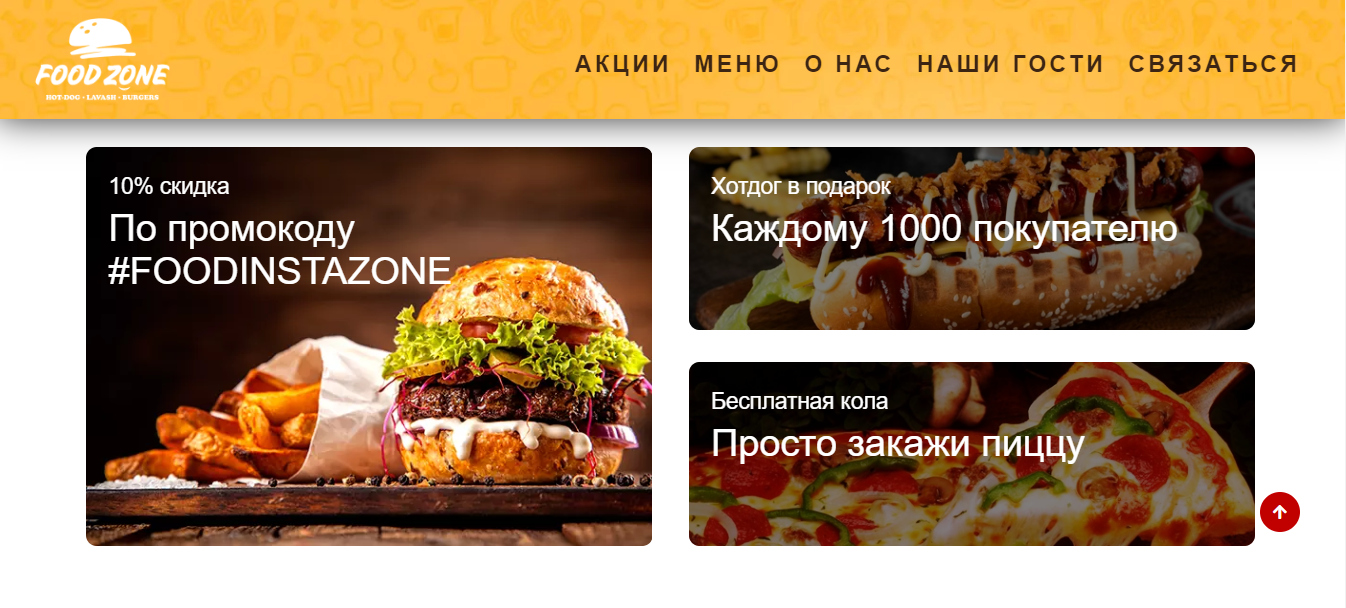 FOOD ZONE
HOT-DOG • LAVASH • BURGERS
АКЦИИ МЕНЮ О НАС НАШИ ГОСТИ СВЯЗАТЬСЯ
10% скидка
По промокоду
#FOODINSTAZONE
Хотдог в подарок
Каждому 1000 покупателю
Бесплатная кола
Просто закажи пиццу